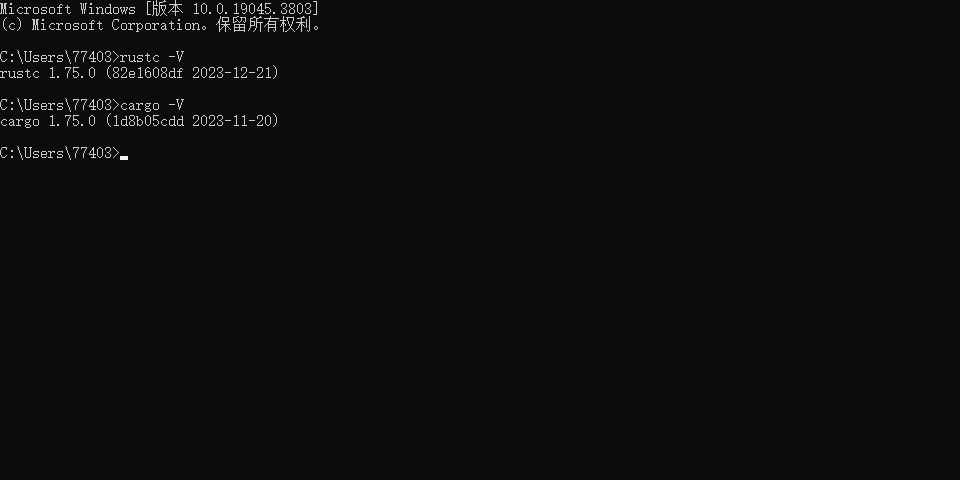 Microsoft Windows [版本 10.0.19045.3803]
(c) Microsoft Corporation。保留所有权利。
C:\Users\77403>rustc -V
rustc 1.75.0 (82e1608df 2023-12-21)
C:\Users\77403>cargo -V
cargo 1.75.0 (1d8b05cdd 2023-11-20)
C:\Users\77403>